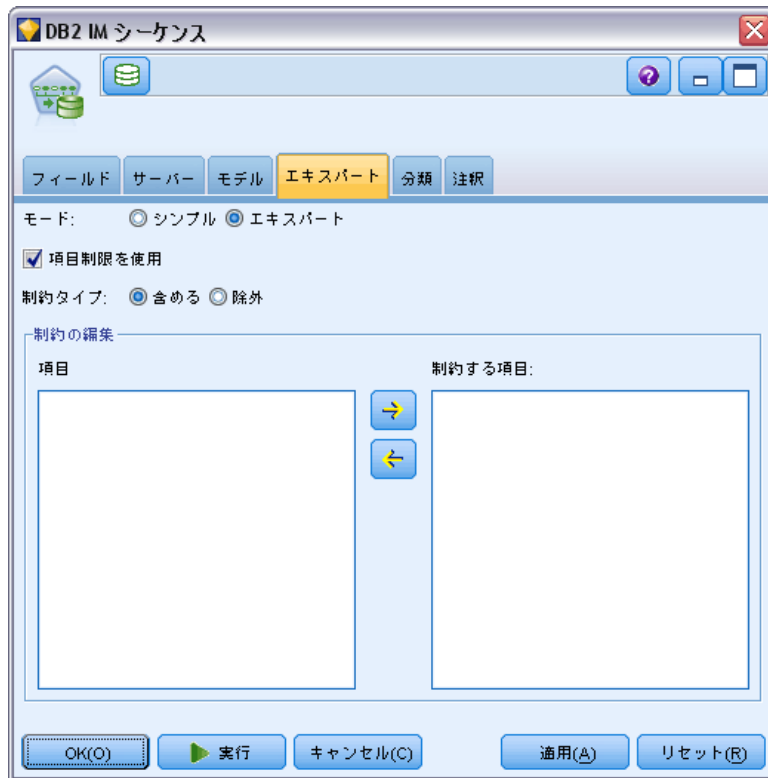 DB2 IM シーケンス
フィールド サーバー モデル エキスパート 分類 注釈
モード: シンプル エキスパート
項目制限を使用
制約タイプ: 含める 除外
制約の編集
項目 制約する項目:
OK(O) 実行 キャンセル(C) 適用(A) リセット(R)